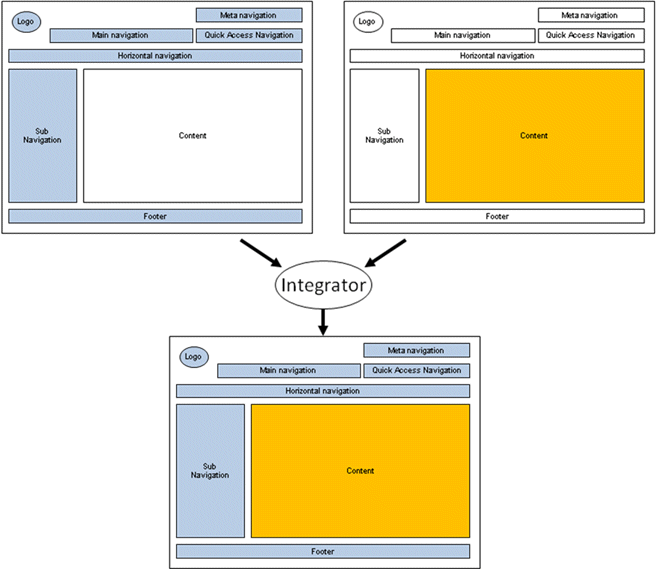 Logo
Meta navigation
Main navigation
Quick Access Navigation
Horizontal navigation
Sub
Navigation
Content
Footer
Logo
Meta navigation
Main navigation
Quick Access Navigation
Horizontal navigation
Sub
Navigation
Content
Footer
Integrator
Logo
Meta navigation
Main navigation
Quick Access Navigation
Horizontal navigation
Sub
Navigation
Content
Footer